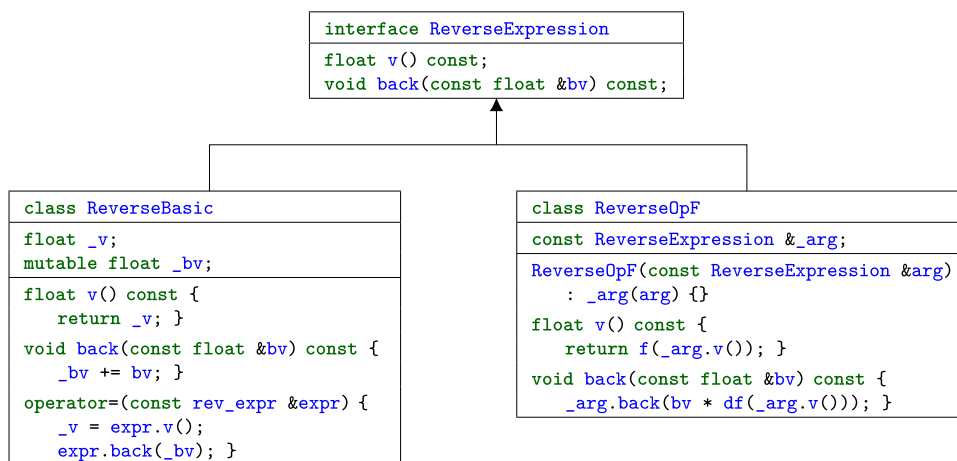 interface ReverseExpression
float v() const;
void back(const float &bv) const;
class ReverseBasic
float _v;
mutable float _bv;
float v() const {
return _v; }
void back(const float &bv) const {
_bv += bv; }
operator=(const rev_expr &expr) {
_v = expr.v();
expr.back(_bv); }
class ReverseOpF
const ReverseExpression &_arg;
ReverseOpF(const ReverseExpression &arg)
: _arg(arg) {}
float v() const {
return f(_arg.v()); }
void back(const float &bv) const {
_arg.back(bv * df(_arg.v())); }